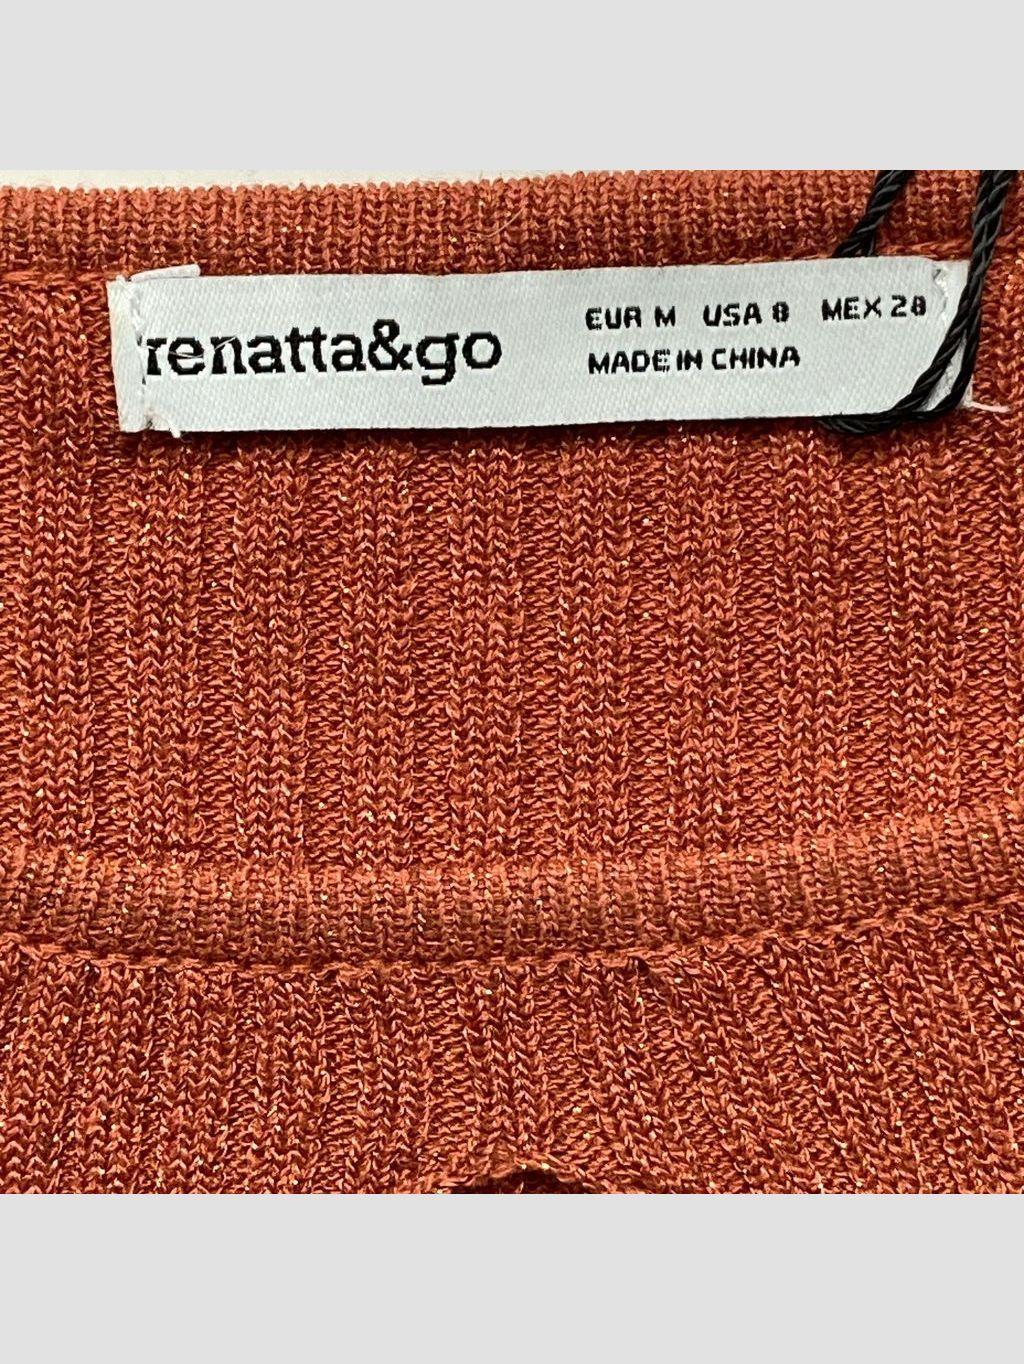 renatta&go
EUR M USA 8 MEX 28
MADE IN CHINA